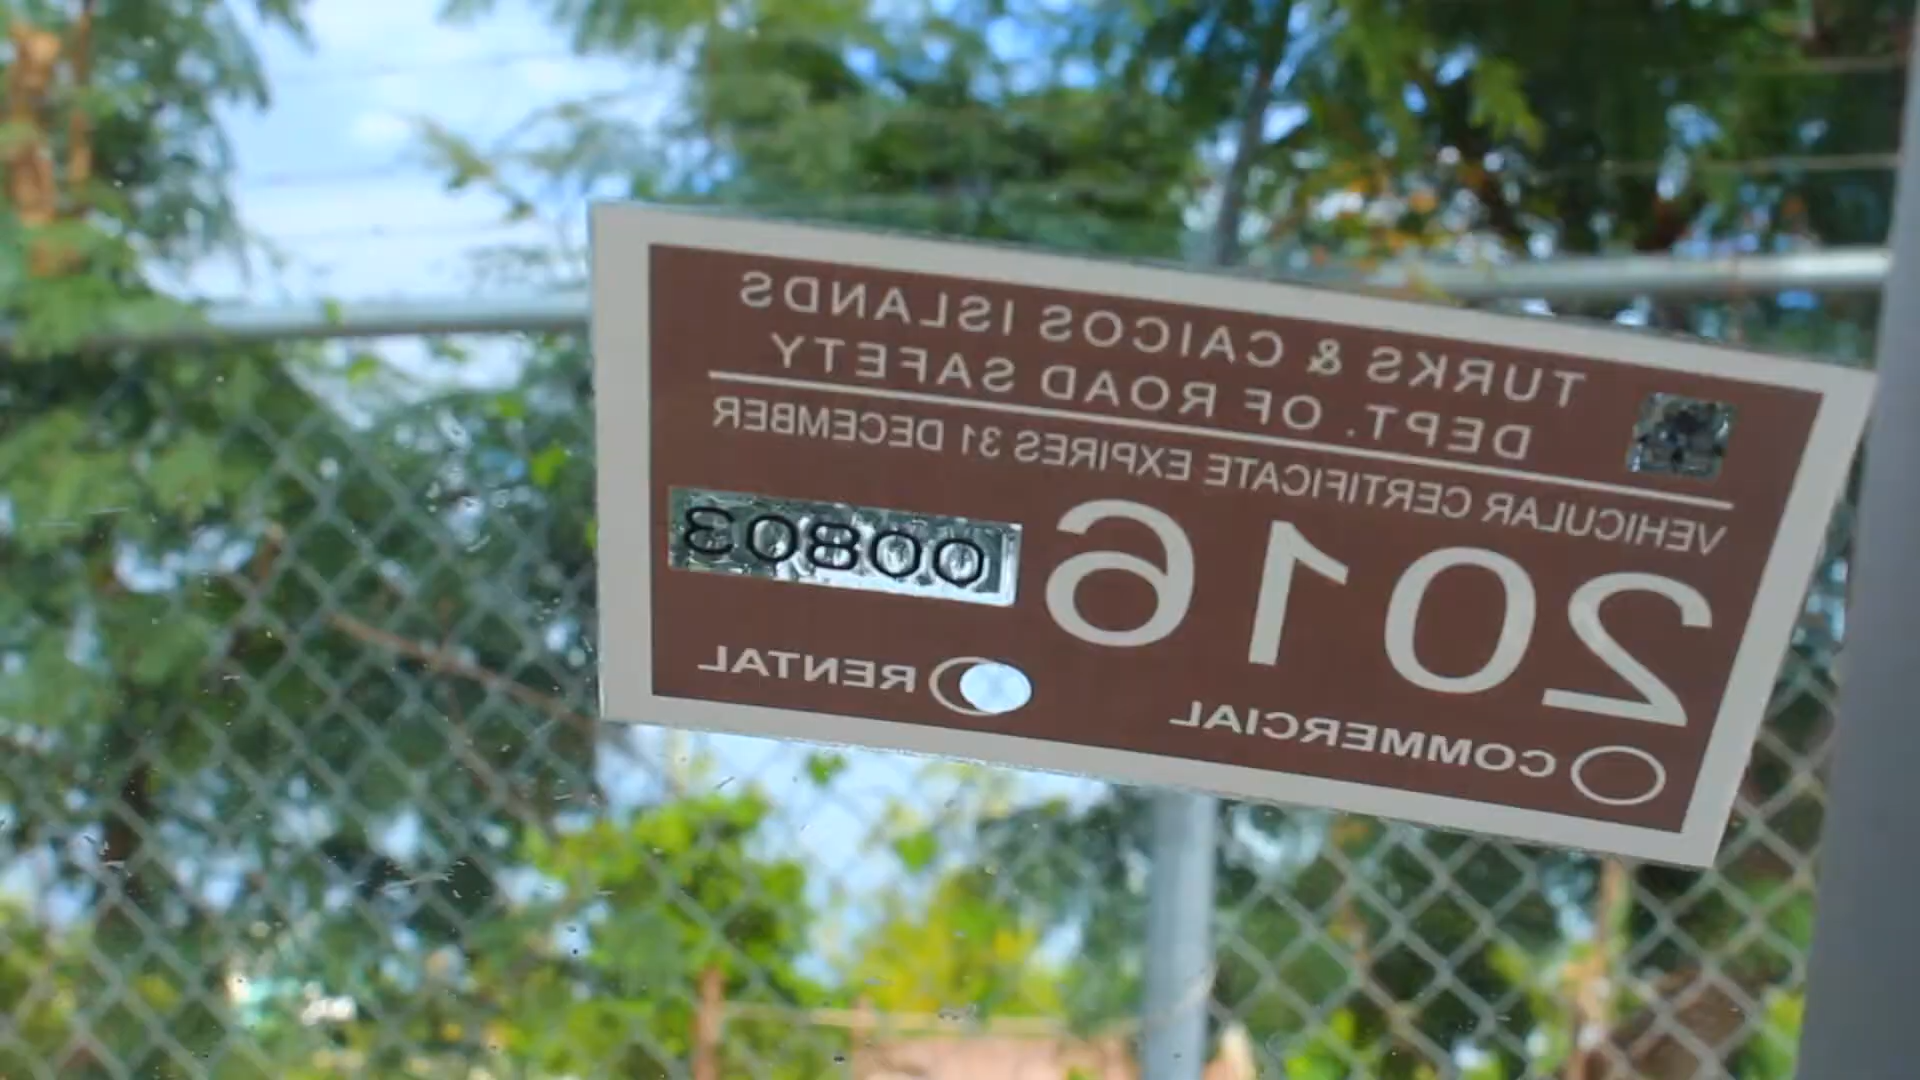 TURKS & CAICOS ISLANDS
DEPT. OF ROAD SAFETY
VEHICULAR CERTIFICATE EXPIRES 31 DECEMBER
2016 00803
COMMERCIAL RENTAL